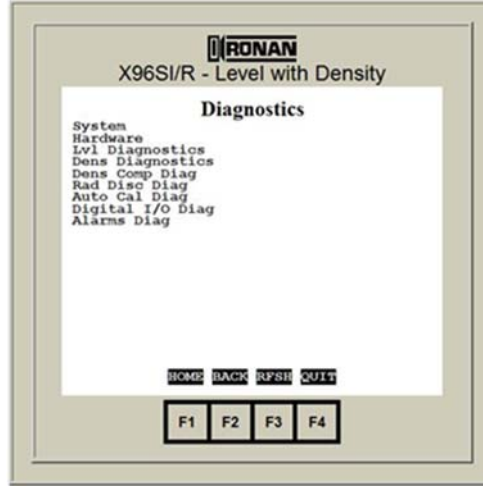 RONAN
X96SI/R - Level with Density
Diagnostics
System
Hardware
Lvl Diagnostics
Dens Diagnostics
Dens Comp Diag
Rad Disc Diag
Auto Cal Diag
Digital I/O Diag
Alarms Diag
HOME BACK RFSH QUIT
F1 F2 F3 F4